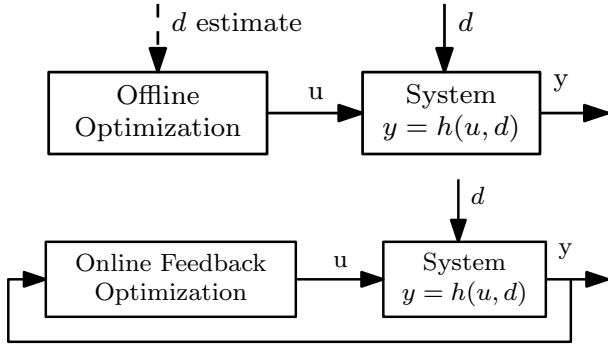 d estimate
d
Offline
Optimization
u
System
y = h(u, d)
y
d
Online Feedback
Optimization
u
System
y = h(u, d)
y